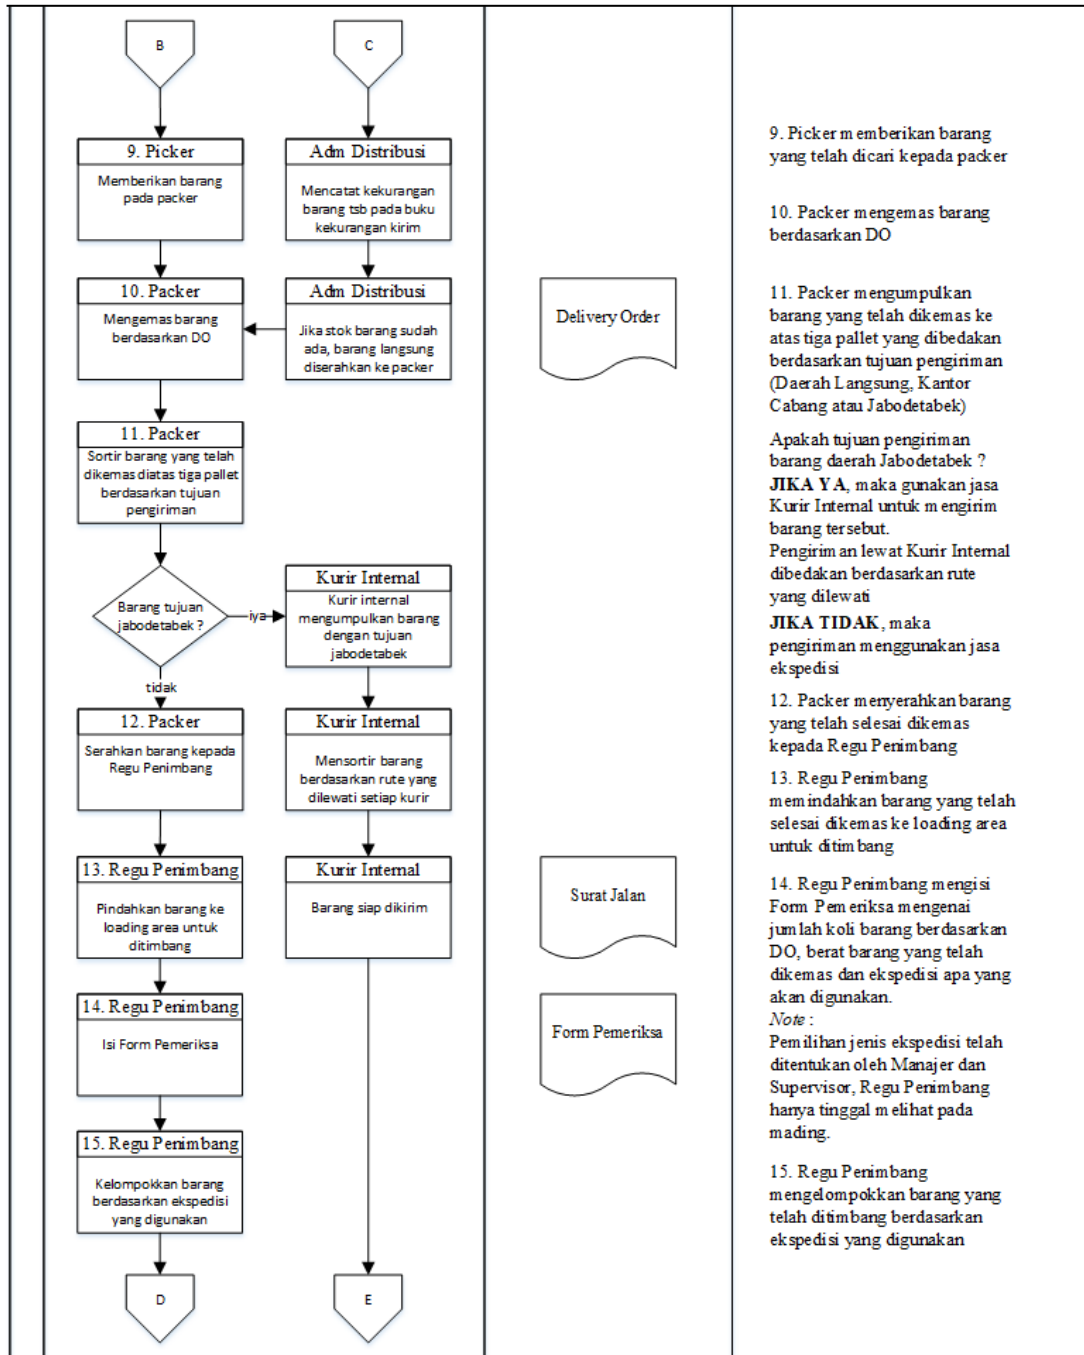 B
C
9. Picker
Memberikan barang
pada packer
Adm Distribusi
Mencatat kekurangan
barang tsb pada buku
kekurangan kirim
10. Packer
Mengemas barang
berdasarkan DO
Adm Distribusi
Jika stok barang sudah
ada, barang langsung
diserahkan ke packer
11. Packer
Sortir barang yang telah
dikemas diatas tiga pallet
berdasarkan tujuan
pengiriman
Barang tujuan
jabodetabek ?
iya
tidak
Kurir Internal
Kurir internal
mengumpulkan barang
dengan tujuan
jabodetabek
12. Packer
Serahkan barang kepada
Regu Penimbang
Kurir Internal
Mensortir barang
berdasarkan rute yang
dilewati setiap kurir
13. Regu Penimbang
Pindahkan barang ke
loading area untuk
ditimbang
Kurir Internal
Barang siap dikirim
14. Regu Penimbang
Isi Form Pemeriksa
15. Regu Penimbang
Kelompokkan barang
berdasarkan ekspedisi
yang digunakan
D
E
Delivery Order
Surat Jalan
Form Pemeriksa
9. Picker memberikan barang
yang telah dicari kepada packer
10. Packer mengemas barang
berdasarkan DO
11. Packer mengumpulkan
barang yang telah dikemas ke
atas tiga pallet yang dibedakan
berdasarkan tujuan pengiriman
(Daerah Langsung, Kantor
Cabang atau Jabodetabek)
Apakah tujuan pengiriman
barang daerah Jabodetabek ?
JIKA YA, maka gunakan jasa
Kurir Internal untuk mengirim
barang tersebut.
Pengiriman lewat Kurir Internal
dibedakan berdasarkan rute
yang dilewati
JIKA TIDAK, maka
pengiriman menggunakan jasa
ekspedisi
12. Packer menyerahkan barang
yang telah selesai dikemas
kepada Regu Penimbang
13. Regu Penimbang
memindahkan barang yang telah
selesai dikemas ke loading area
untuk ditimbang
14. Regu Penimbang mengisi
Form Pemeriksa mengenai
jumlah koli barang berdasarkan
DO, berat barang yang telah
dikemas dan ekspedisi apa yang
akan digunakan.
Note :
Pemilihan jenis ekspedisi telah
ditentukan oleh Manajer dan
Supervisor, Regu Penimbang
hanya tinggal melihat pada
mading.
15. Regu Penimbang
mengelompokkan barang yang
telah ditimbang berdasarkan
ekspedisi yang digunakan